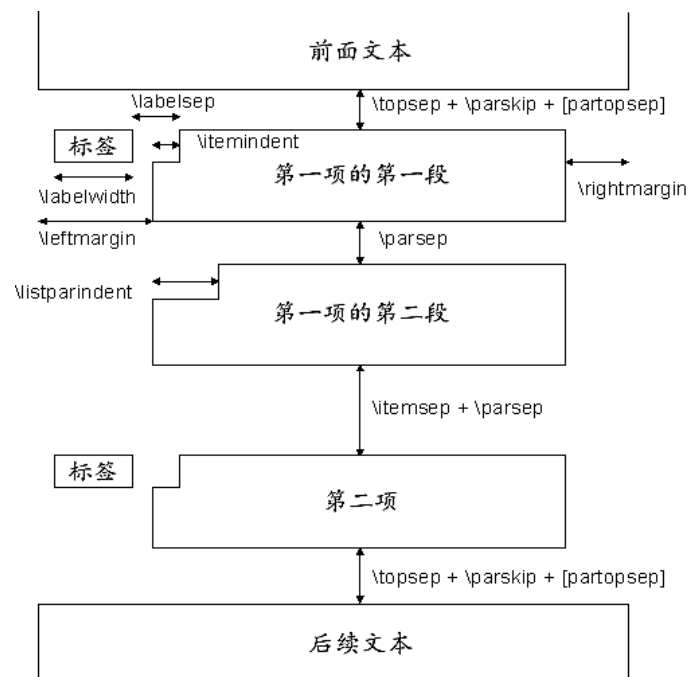 前面文本
\labelsep
\topsep + \parskip + [partopsep]
标签
\itemindent
第一项的第一段
\labelwidth
\rightmargin
\leftmargin
\parsep
\listparindent
第一项的第二段
\itemsep + \parsep
标签
第二项
\topsep + \parskip + [partopsep]
后续文本